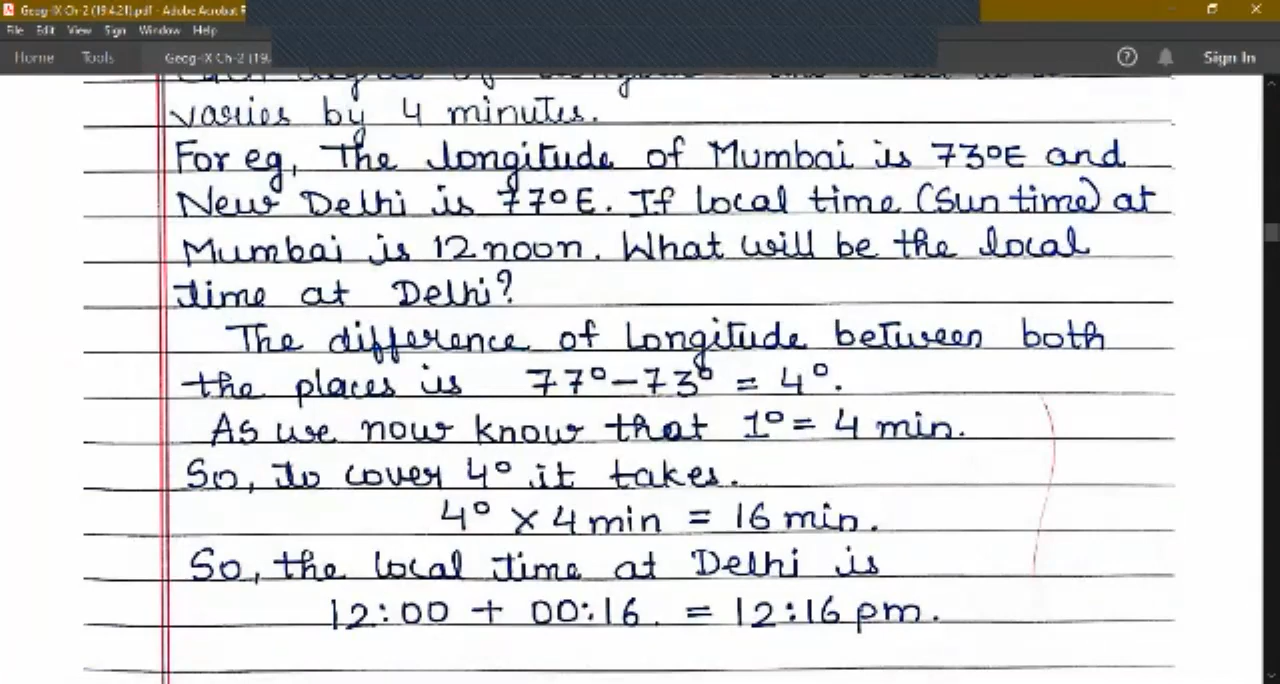 Geog-IX Ch-2 (19.4.21).pdf - Adobe Acrobat R
File Edit View Sign Window Help
Home Tools Geog-IX Ch-2 (19. Sign In
varies by 4 minutes.
For eg, The longitude of Mumbai is 73°E and
New Delhi is 77°E. If local time (Sun time) at
Mumbai is 12 noon. What will be the local
time at Delhi?
The difference of longitude between both
the places is 77°-73° = 4°.
As we now know that 1° = 4 min.
So, to cover 4° it takes.
4° × 4 min = 16 min.
So, the local time at Delhi is
12:00 + 00:16. = 12:16 pm.